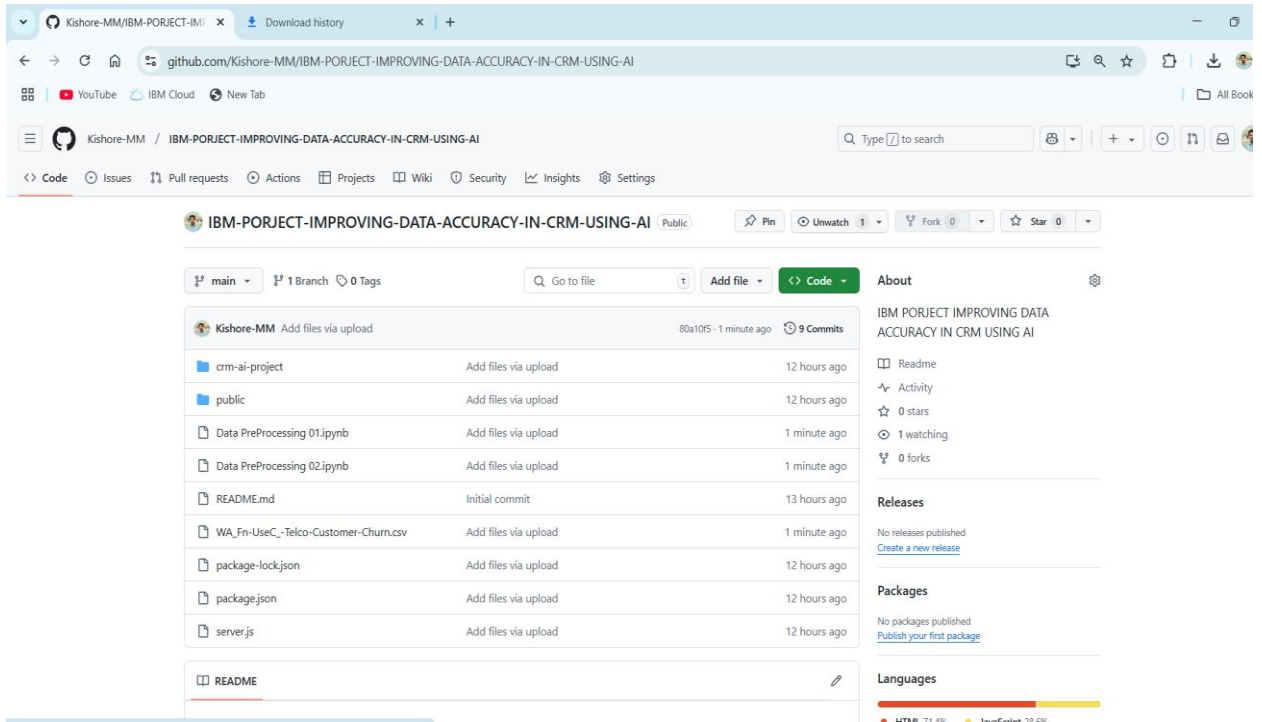 Kishore-MM/IBM-PORJECT-IM
Download history
github.com/Kishore-MM/IBM-PORJECT-IMPROVING-DATA-ACCURACY-IN-CRM-USING-AI
YouTube IBM Cloud New Tab All Book
Kishore-MM / IBM-PORJECT-IMPROVING-DATA-ACCURACY-IN-CRM-USING-AI Type / to search
Code Issues Pull requests Actions Projects Wiki Security Insights Settings
IBM-PORJECT-IMPROVING-DATA-ACCURACY-IN-CRM-USING-AI Public Pin Unwatch 1 Fork 0 Star 0
main 1 Branch 0 Tags Go to file t Add file Code
Kishore-MM Add files via upload 80a10f5 · 1 minute ago 9 Commits
crm-ai-project Add files via upload 12 hours ago
public Add files via upload 12 hours ago
Data PreProcessing 01.ipynb Add files via upload 1 minute ago
Data PreProcessing 02.ipynb Add files via upload 1 minute ago
README.md Initial commit 13 hours ago
WA_Fn-UseC_-Telco-Customer-Churn.csv Add files via upload 1 minute ago
package-lock.json Add files via upload 12 hours ago
package.json Add files via upload 12 hours ago
server.js Add files via upload 12 hours ago
README
About
IBM PORJECT IMPROVING DATA
ACCURACY IN CRM USING AI
Readme
Activity
0 stars
1 watching
0 forks
Releases
No releases published
Create a new release
Packages
No packages published
Publish your first package
Languages
HTML 71.4% JavaScript 28.6%